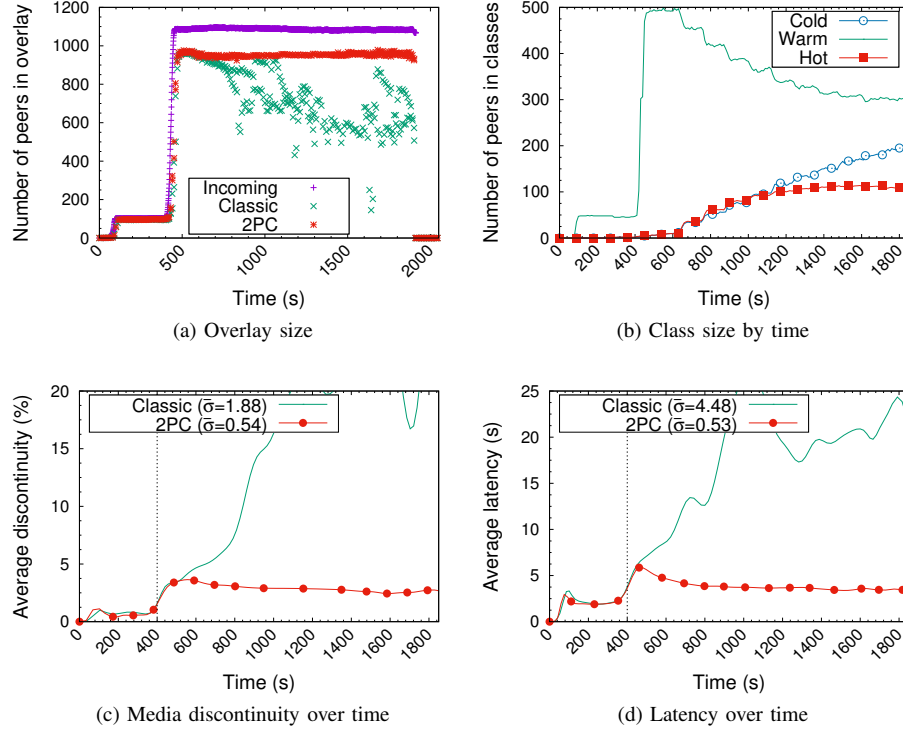 Number of peers in overlay
1200
1000
800
600
400
200
0
Incoming
Classic
2PC
0
500
1000
1500
2000
Time (s)
(a) Overlay size
Number of peers in classes
500
400
300
200
100
0
Cold
Warm
Hot
0
200
400
600
800
1000
1200
1400
1600
1800
Time (s)
(b) Class size by time
Average discontinuity (%)
20
15
10
5
0
Classic (σ̄=1.88)
2PC (σ̄=0.54)
0
200
400
600
800
1000
1200
1400
1600
1800
Time (s)
(c) Media discontinuity over time
Average latency (s)
25
20
15
10
5
0
Classic (σ̄=4.48)
2PC (σ̄=0.53)
0
200
400
600
800
1000
1200
1400
1600
1800
Time (s)
(d) Latency over time